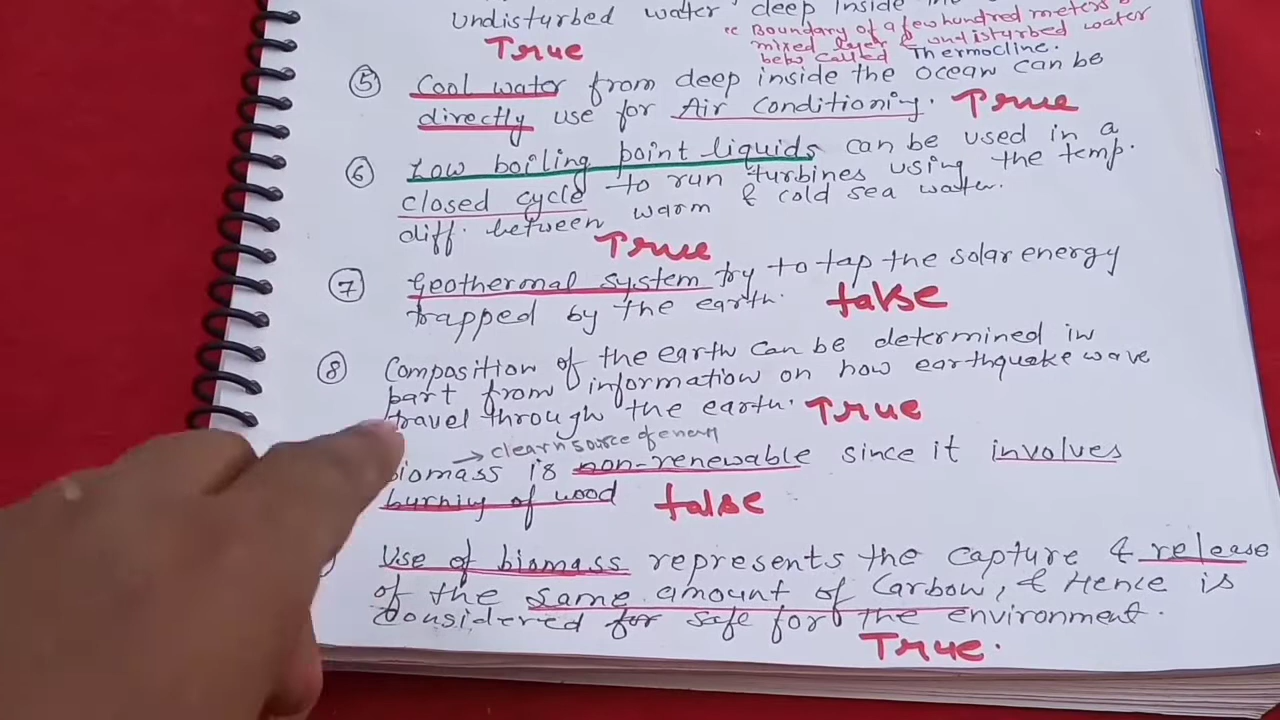 Undisturbed water deep inside the
True
" Boundary of a few hundred meters
mixed layer & undisturbed water
betn called Thermocline.
⑤ Cool water from deep inside the ocean can be
directly use for Air Conditioning. True
⑥ Low boiling point liquids can be used in a
closed cycle to run turbines using the temp.
diff. between warm & cold sea water.
True
⑦ Geothermal system try to tap the solar energy
trapped by the earth. false
⑧ Composition of the earth can be determined in
part from information on how earthquake wave
travel through the earth. True
→ clearn source of energy
Biomass is non-renewable since it involves
burning of wood false
Use of biomass represents the capture & release
of the same amount of Carbon, & Hence is
considered for safe for the environment.
True.